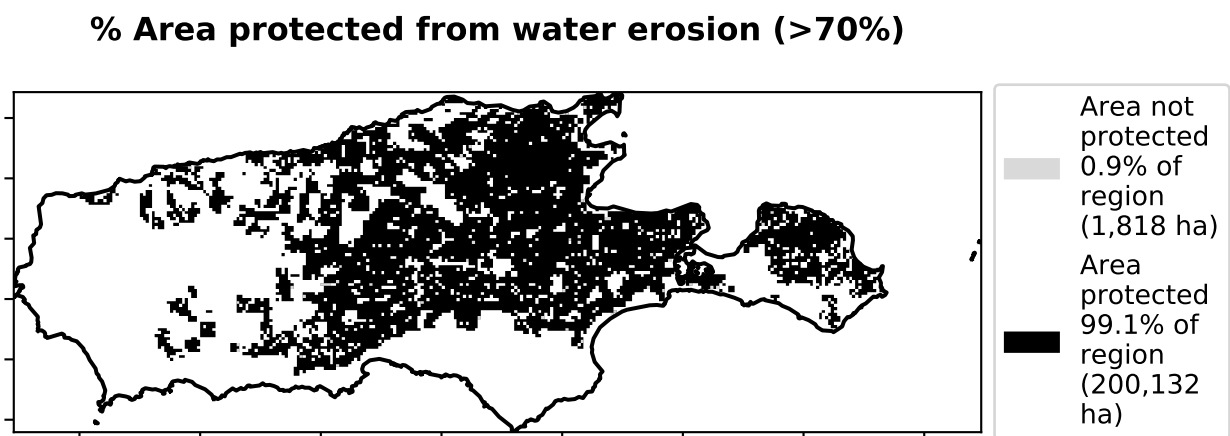 % Area protected from water erosion (>70%)
Area not
protected
0.9% of
region
(1,818 ha)
Area
protected
99.1% of
region
(200,132
ha)